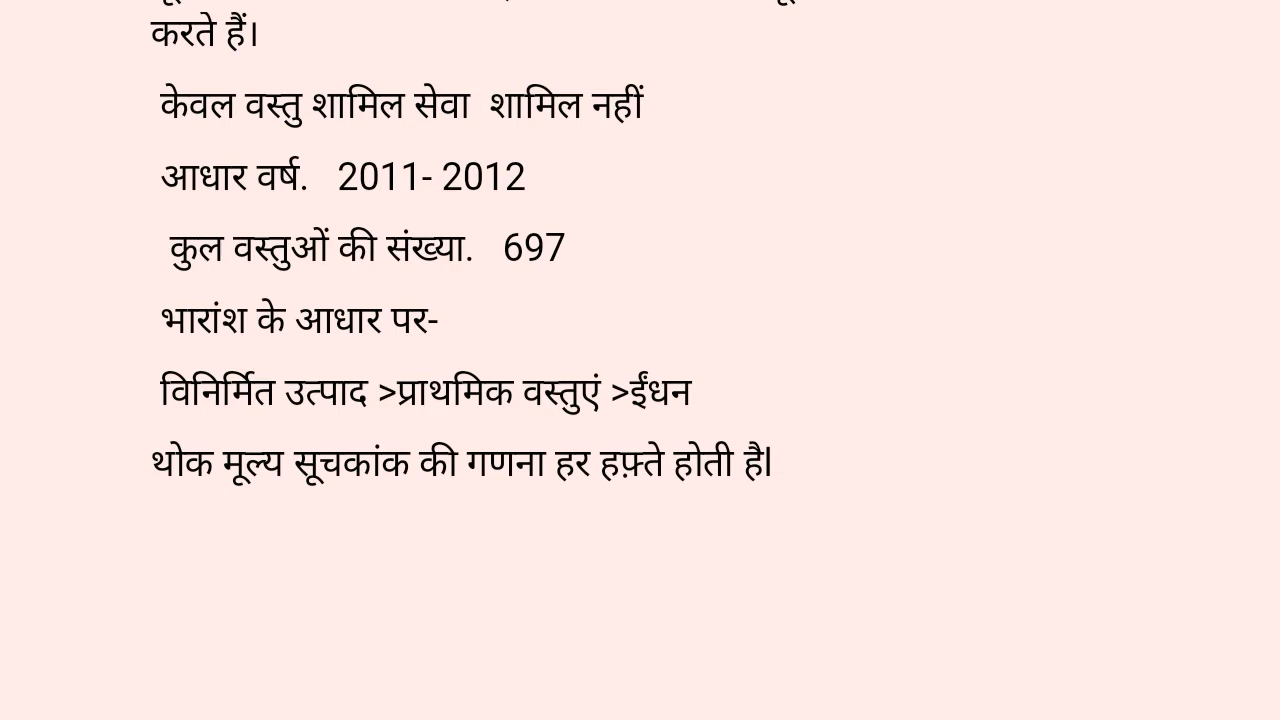 करते हैं।
केवल वस्तु शामिल सेवा  शामिल नहीं
आधार वर्ष.   2011- 2012
कुल वस्तुओं की संख्या.   697
भारांश के आधार पर-
विनिर्मित उत्पाद >प्राथमिक वस्तुएं >ईंधन
थोक मूल्य सूचकांक की गणना हर हफ़्ते होती है|